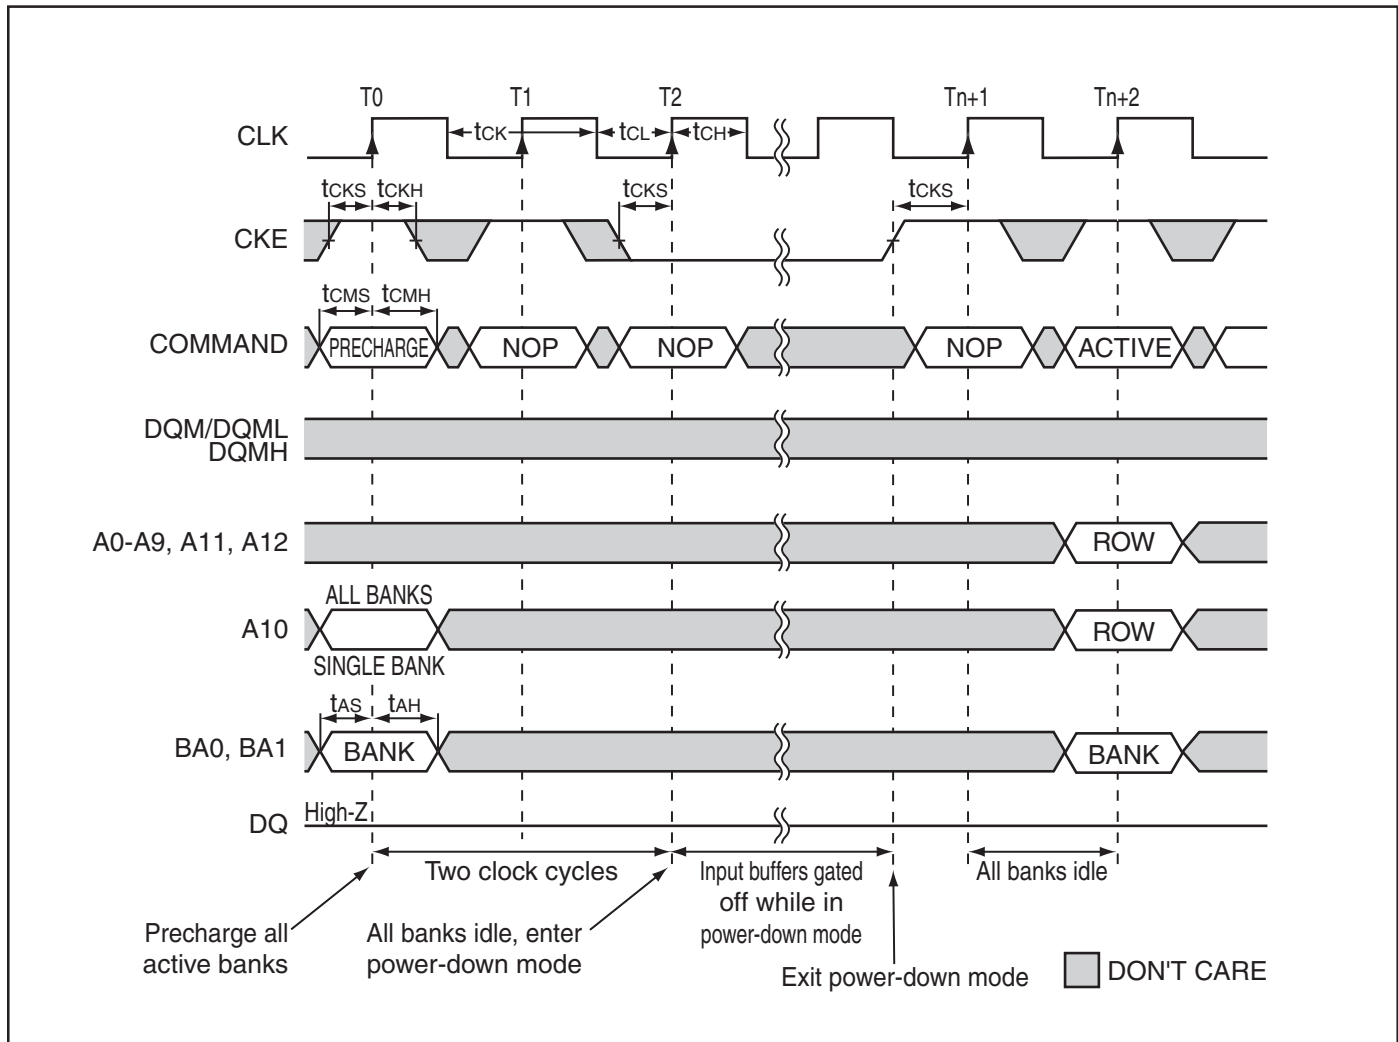 T0 T1 T2 Tn+1 Tn+2
CLK tCK tCL tCH
tCKS tCKH tCKS tCKS
CKE
tCMS tCMH
COMMAND PRECHARGE NOP NOP NOP ACTIVE
DQM/DQML
DQMH
A0-A9, A11, A12 ROW
ALL BANKS
A10 ROW
SINGLE BANK
tAS tAH
BA0, BA1 BANK BANK
DQ High-Z
Two clock cycles
Input buffers gated
off while in
power-down mode
All banks idle
Precharge all
active banks
All banks idle, enter
power-down mode
Exit power-down mode
DON'T CARE